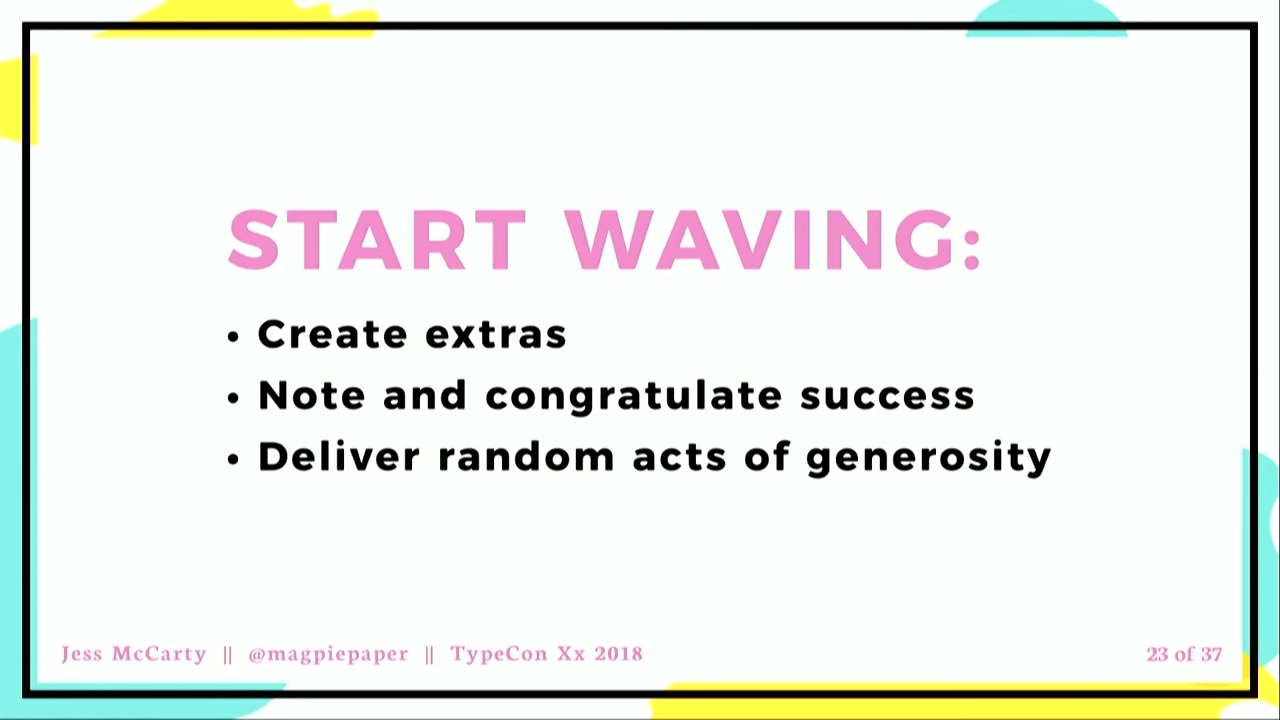 START WAVING:
• Create extras
• Note and congratulate success
• Deliver random acts of generosity
Jess McCarty || @magpiepaper || TypeCon Xx 2018
23 of 37